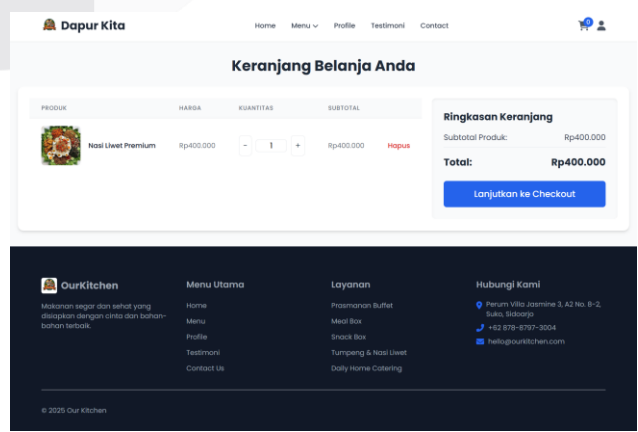 Dapur Kita
Home Menu Profile Testimoni Contact
0
Keranjang Belanja Anda
PRODUK HARGA KUANTITAS SUBTOTAL
Nasi Liwet Premium Rp400.000 - 1 + Rp400.000 Hapus
Ringkasan Keranjang
Subtotal Produk: Rp400.000
Total: Rp400.000
Lanjutkan ke Checkout
OurKitchen
Makanan segar dan sehat yang
disiapkan dengan cinta dan bahan-
bahan terbaik.
Menu Utama
Home
Menu
Profile
Testimoni
Contact Us
Layanan
Prasmanan Buffet
Meal Box
Snack Box
Tumpeng & Nasi Liwet
Daily Home Catering
Hubungi Kami
Perum Villa Jasmine 3, A2 No. B-2,
Suko, Sidoarjo
+62 878-8797-3004
hello@ourkitchen.com
© 2025 Our Kitchen